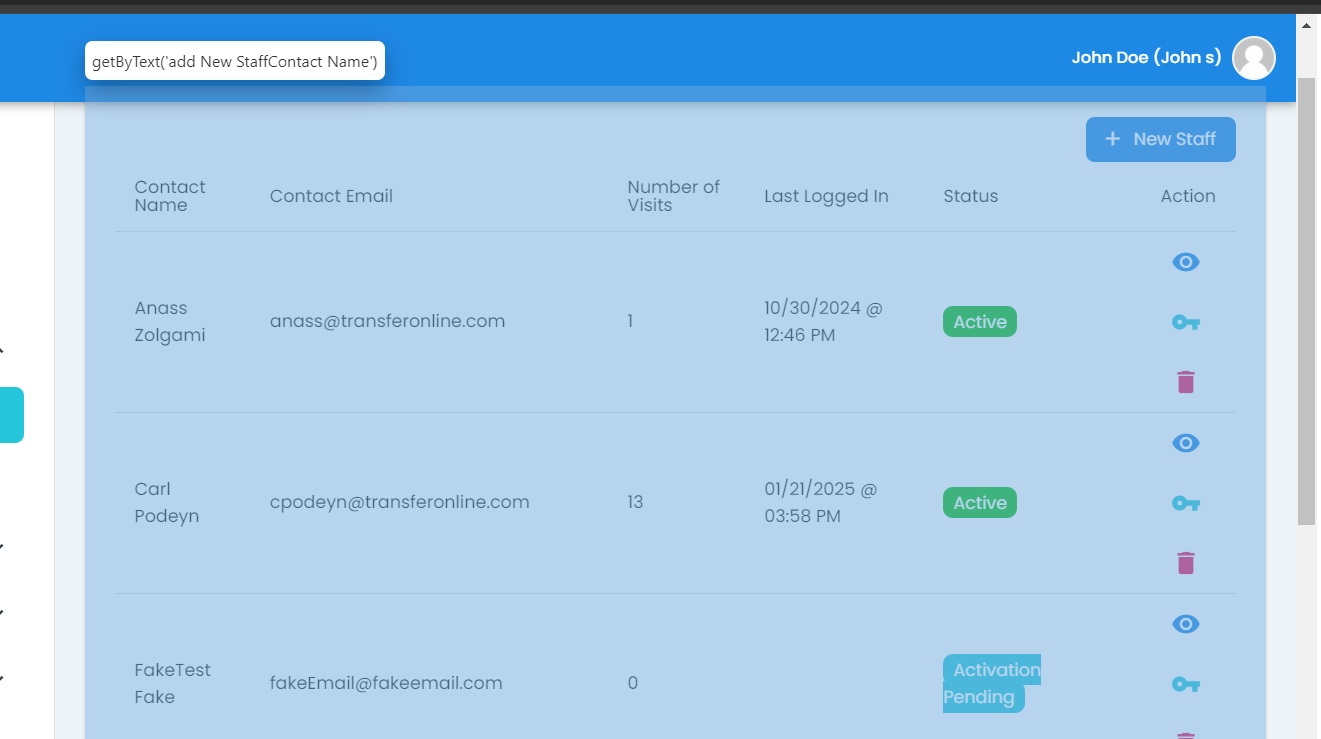 getByText('add New StaffContact Name')
John Doe (John s)
+ New Staff
Contact Name
Contact Email
Number of Visits
Last Logged In
Status
Action
Anass Zolgami
anass@transferonline.com
1
10/30/2024 @ 12:46 PM
Active
Carl Podeyn
cpodeyn@transferonline.com
13
01/21/2025 @ 03:58 PM
Active
FakeTest Fake
fakeEmail@fakeemail.com
0
Activation Pending